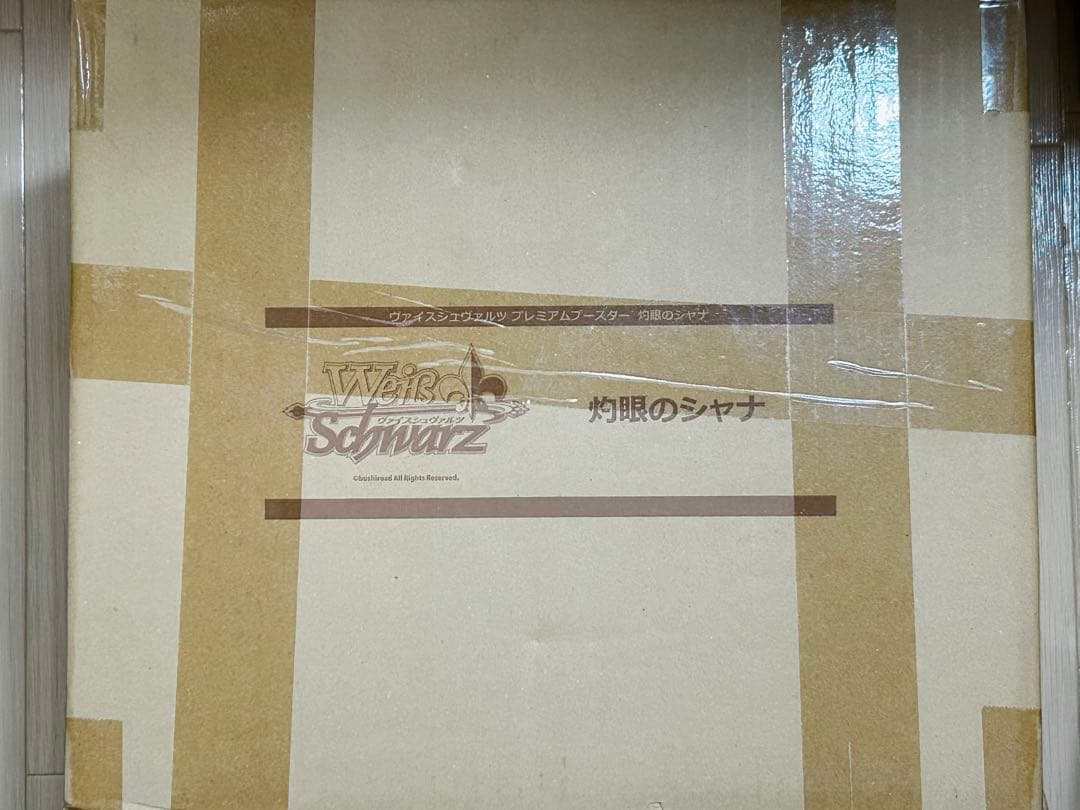 ヴァイスシュヴァルツ プレミアムブースター 灼眼のシャナ
Weiß
ヴァイスシュヴァルツ
Schwarz
灼眼のシャナ
©bushiroad All Rights Reserved.